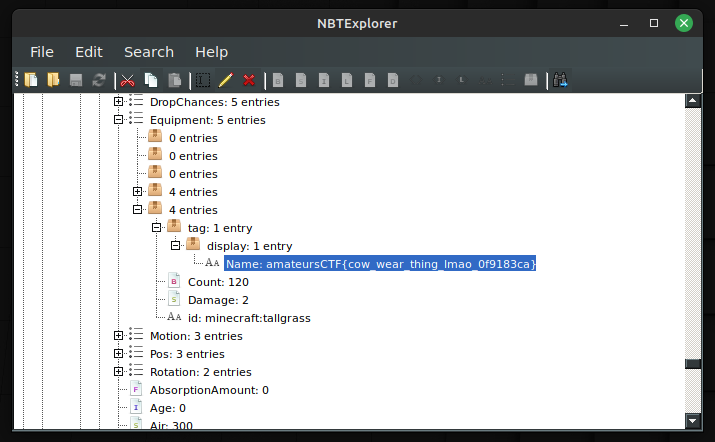 NBTExplorer
File Edit Search Help
DropChances: 5 entries
Equipment: 5 entries
0 entries
0 entries
0 entries
4 entries
4 entries
tag: 1 entry
display: 1 entry
Name: amateursCTF{cow_wear_thing_lmao_0f9183ca}
Count: 120
Damage: 2
id: minecraft:tallgrass
Motion: 3 entries
Pos: 3 entries
Rotation: 2 entries
AbsorptionAmount: 0
Age: 0
Air: 300